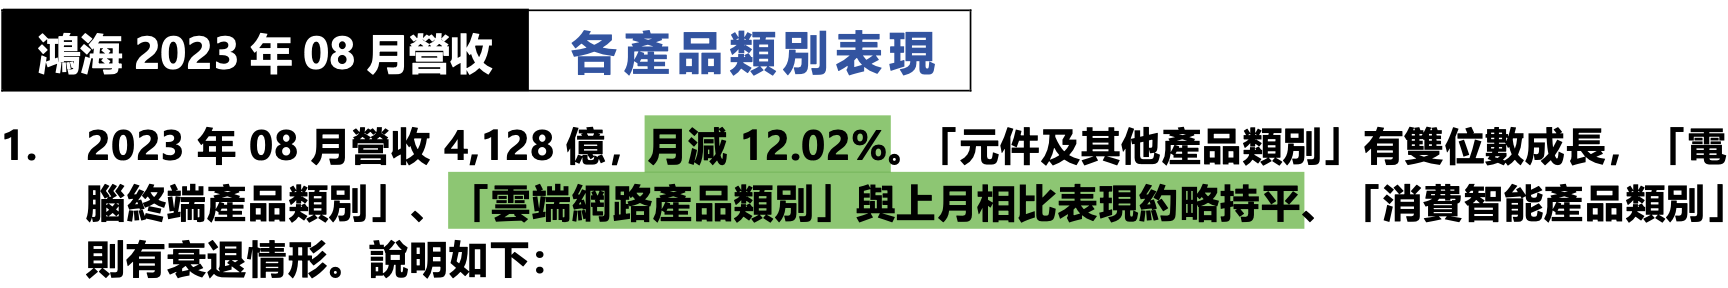 鴻海 2023 年 08 月營收 各產品類別表現
1. 2023 年 08 月營收 4,128 億，月減 12.02%。「元件及其他產品類別」有雙位數成長，「電
腦終端產品類別」、「雲端網路產品類別」與上月相比表現約略持平、「消費智能產品類別」
則有衰退情形。說明如下：